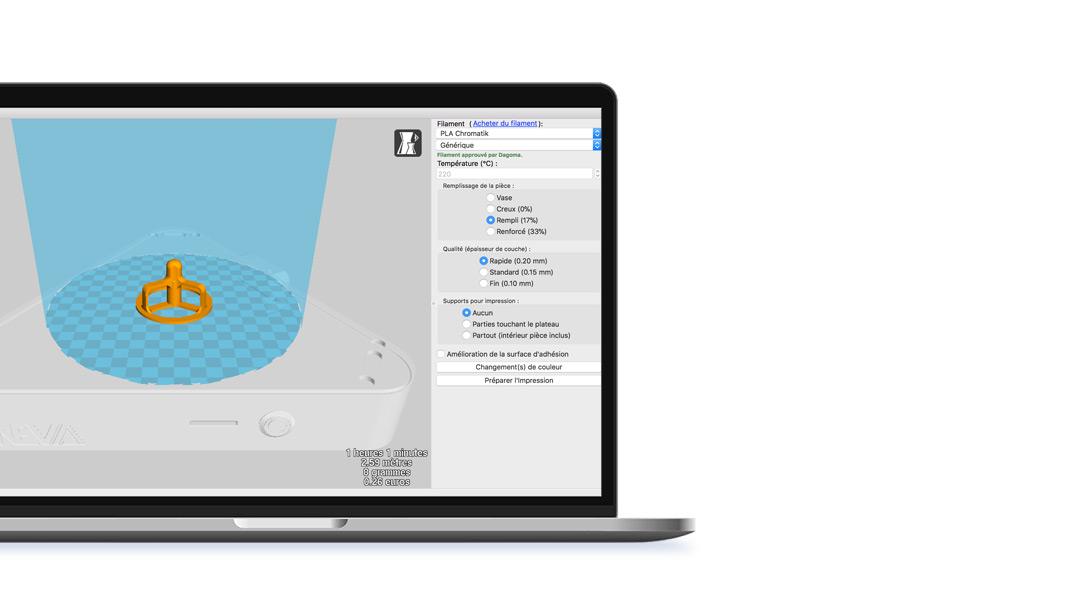 Filament (Acheter du filament):
PLA Chromatik
Générique
Filament approuvé par Dagoma.
Température (°C) :
220
Remplissage de la pièce :
Vase
Creux (0%)
Rempli (17%)
Renforcé (33%)
Qualité (épaisseur de couche) :
Rapide (0.20 mm)
Standard (0.15 mm)
Fin (0.10 mm)
Supports pour impression :
Aucun
Parties touchant le plateau
Partout (intérieur pièce inclus)
Amélioration de la surface d'adhésion
Changement(s) de couleur
Préparer l'Impression
NEVA
1 heures 1 minutes
2.59 mètres
8 grammes
0.26 euros